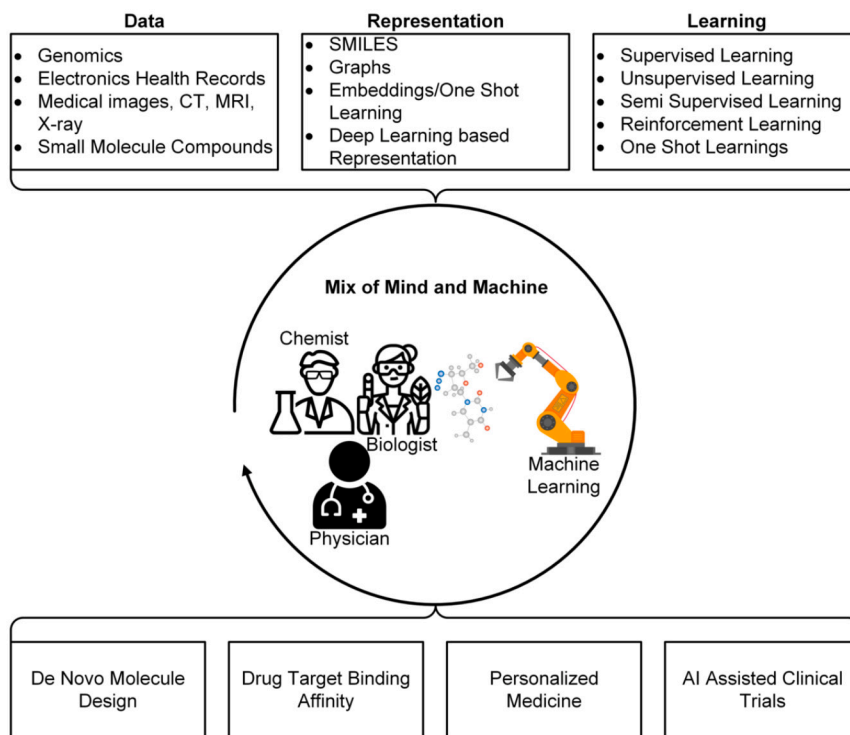 Data
Genomics
Electronics Health Records
Medical images, CT, MRI,
X-ray
Small Molecule Compounds
Representation
SMILES
Graphs
Embeddings/One Shot
Learning
Deep Learning based
Representation
Learning
Supervised Learning
Unsupervised Learning
Semi Supervised Learning
Reinforcement Learning
One Shot Learnings
Mix of Mind and Machine
Chemist
Biologist
Physician
Machine
Learning
De Novo Molecule
Design
Drug Target Binding
Affinity
Personalized
Medicine
AI Assisted Clinical
Trials